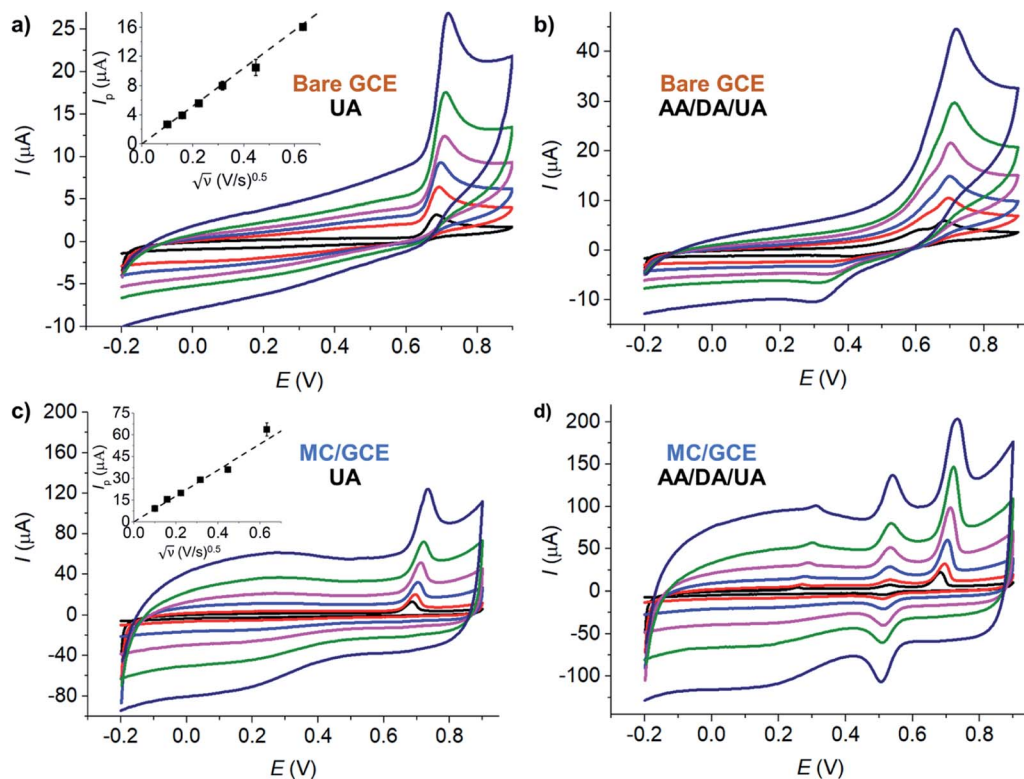 a)
25
20
15
10
5
0
-5
-10
I (μA)
-0.2 0.0 0.2 0.4 0.6 0.8
E (V)
16
12
8
4
0
Ip (μA)
0.0 0.2 0.4 0.6
√ν (V/s)0.5
Bare GCE
UA
b)
40
30
20
10
0
-10
I (μA)
-0.2 0.0 0.2 0.4 0.6 0.8
E (V)
Bare GCE
AA/DA/UA
c)
200
160
120
80
40
0
-40
-80
I (μA)
-0.2 0.0 0.2 0.4 0.6 0.8
E (V)
75
60
45
30
15
0
Ip (μA)
0.0 0.2 0.4 0.6
√ν (V/s)0.5
MC/GCE
UA
d)
200
150
100
50
0
-50
-100
I (μA)
-0.2 0.0 0.2 0.4 0.6 0.8
E (V)
MC/GCE
AA/DA/UA